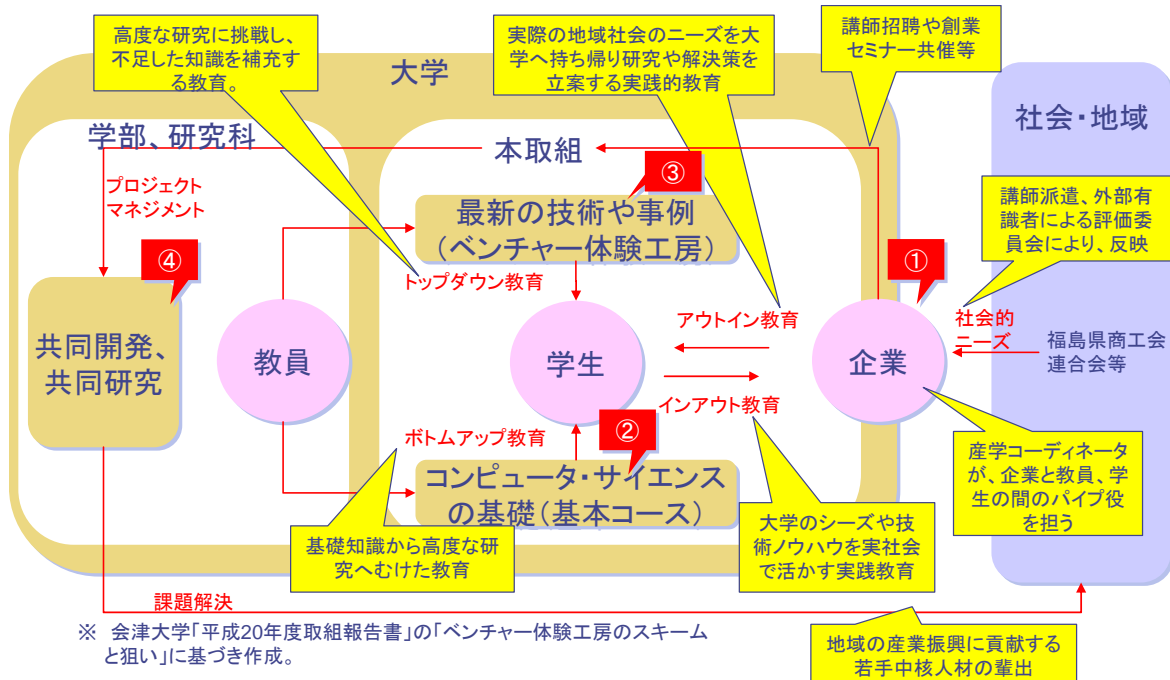 高度な研究に挑戦し、
不足した知識を補充す
る教育。
実際の地域社会のニーズを大
学へ持ち帰り研究や解決策を
立案する実践的教育
講師招聘や創業
セミナー共催等
大学
社会・地域
学部、研究科
本取組
プロジェクト
マネジメント
③
最新の技術や事例
（ベンチャー体験工房）
講師派遣、外部有
識者による評価委
員会により、反映
④
トップダウン教育
①
共同開発、
共同研究
教員
学生
アウトイン教育
企業
社会的
ニーズ
福島県商工会
連合会等
インアウト教育
ボトムアップ教育
②
コンピュータ・サイエンス
の基礎（基本コース）
産学コーディネータ
が、企業と教員、学
生の間のパイプ役
を担う
基礎知識から高度な研
究へむけた教育
大学のシーズや技
術ノウハウを実社会
で活かす実践教育
課題解決
※ 会津大学「平成20年度取組報告書」の「ベンチャー体験工房のスキーム
と狙い」に基づき作成。
地域の産業振興に貢献する
若手中核人材の輩出